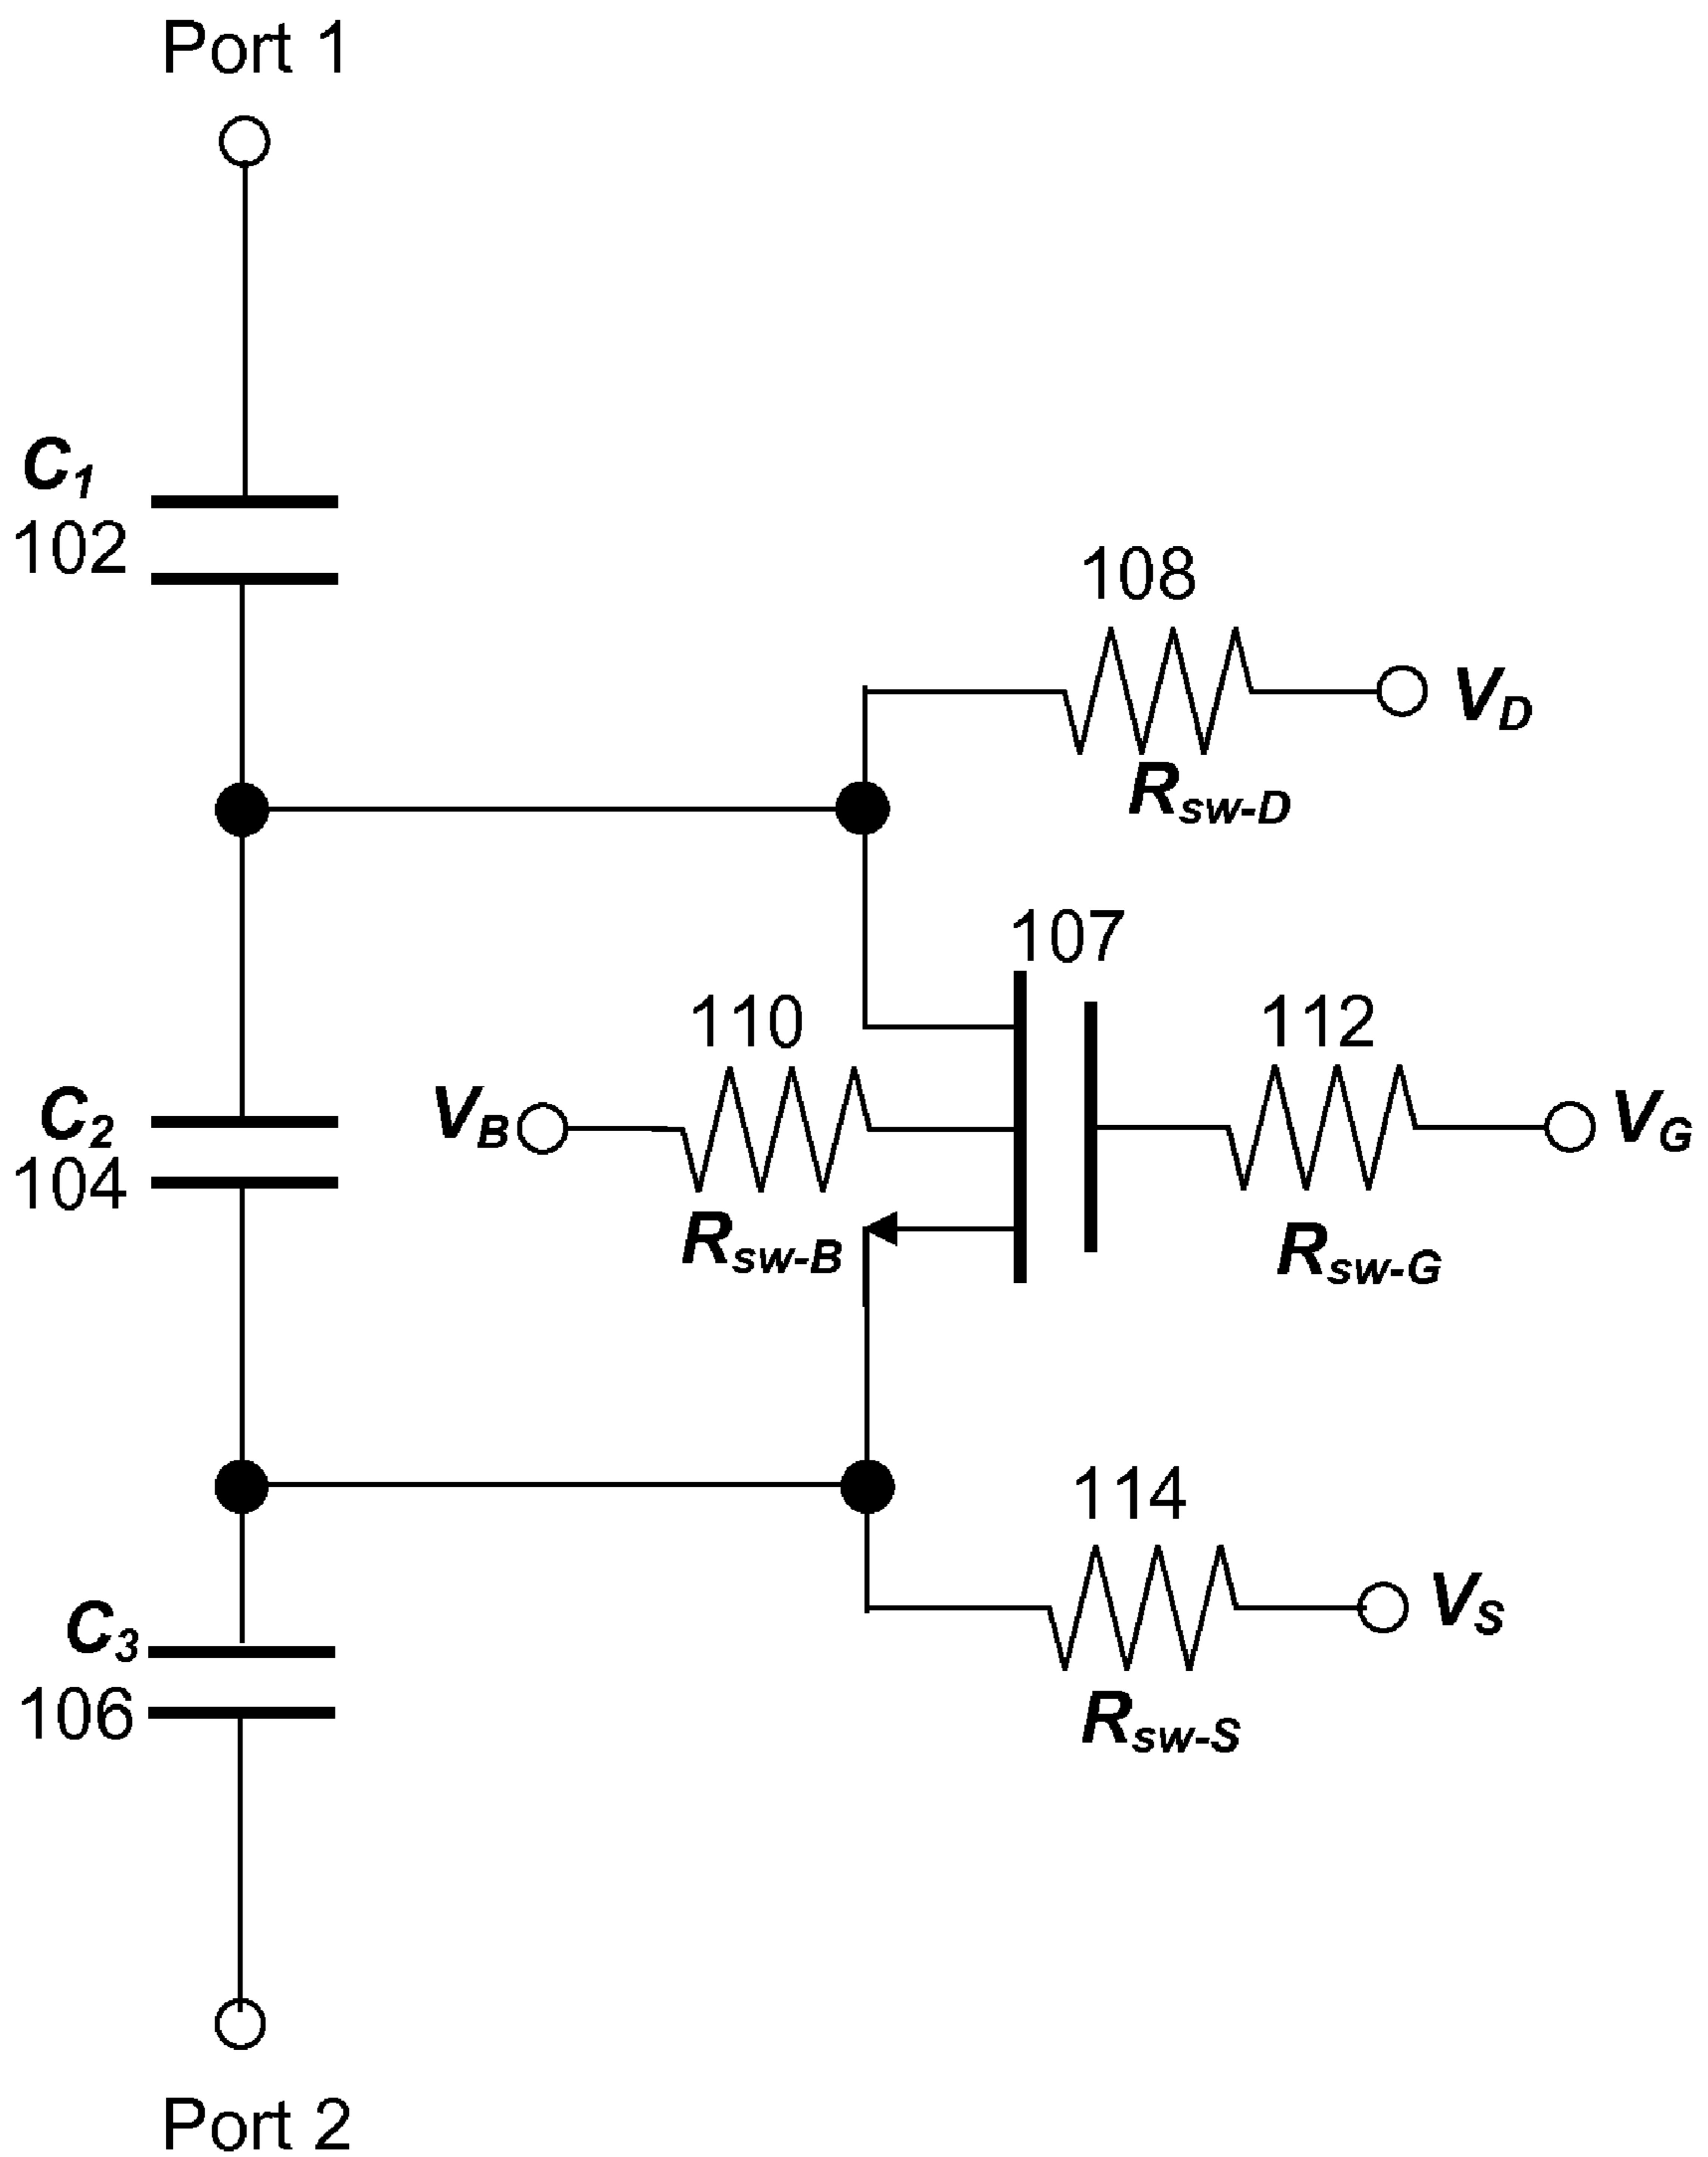 Port 1
C1
102
108
VD
Rsw-D
107
110
112
C2
104
VB
VG
Rsw-B
Rsw-G
114
C3
106
VS
Rsw-S
Port 2